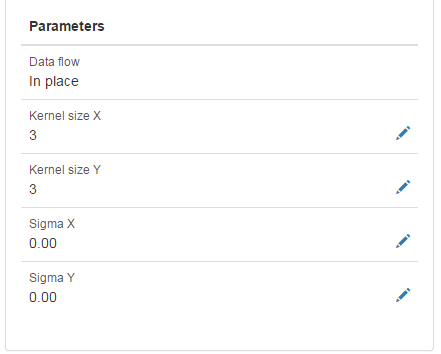 Parameters
Data flow
In place
Kernel size X
3
Kernel size Y
3
Sigma X
0.00
Sigma Y
0.00